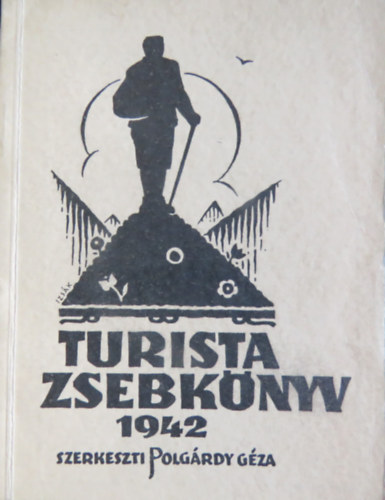 TURISTA
ZSEBKÖNYV
1942
SZERKESZTI POLGÁRDY GÉZA